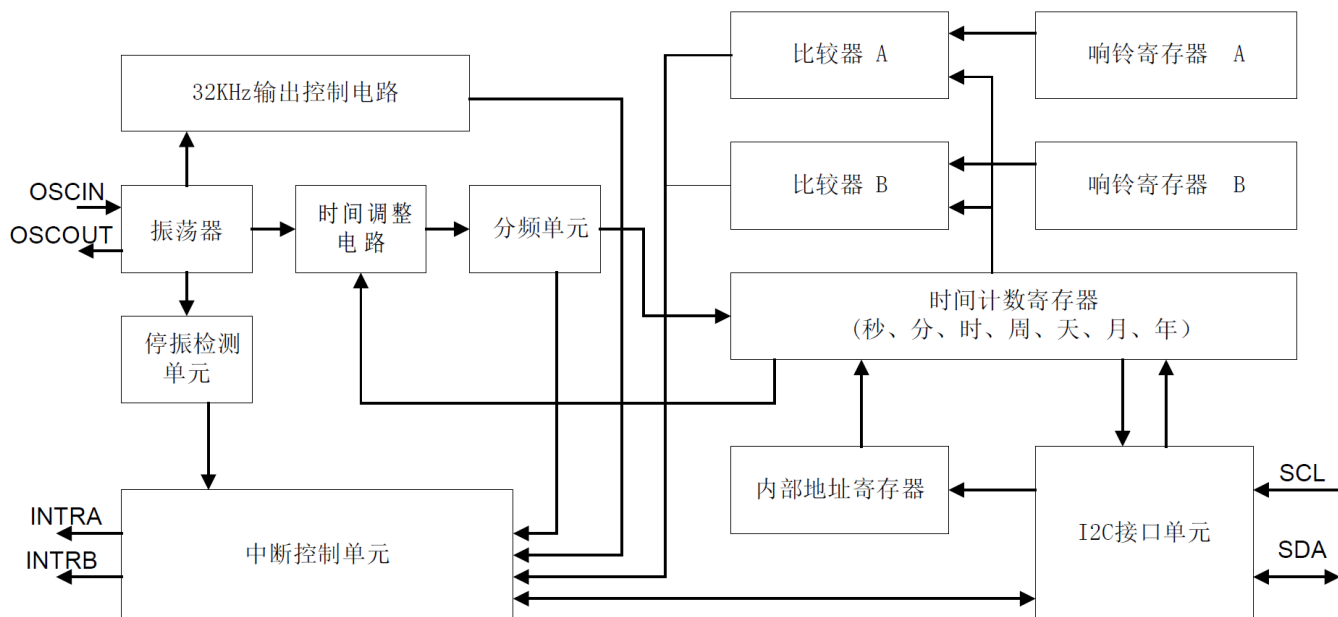 比较器 A
响铃寄存器 A
32KHz输出控制电路
比较器 B
响铃寄存器 B
OSCIN
OSCOUT
振荡器
时间调整
电路
分频单元
时间计数寄存器
(秒、分、时、周、天、月、年)
停振检测
单元
内部地址寄存器
SCL
I2C接口单元
SDA
INTRA
INTRB
中断控制单元